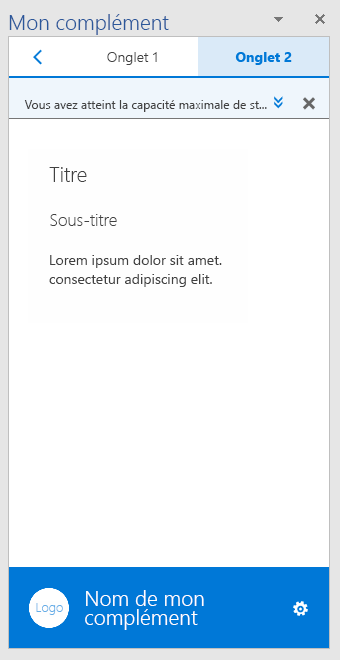 Mon complément
Onglet 1
Onglet 2
Vous avez atteint la capacité maximale de st...
Titre
Sous-titre
Lorem ipsum dolor sit amet.
consectetur adipiscing elit.
Logo
Nom de mon
complément